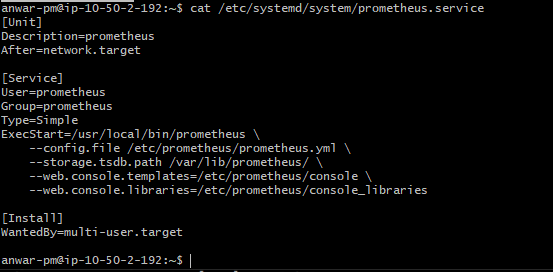 anwar-pm@ip-10-50-2-192:~$ cat /etc/systemd/system/prometheus.service
[Unit]
Description=prometheus
After=network.target

[Service]
User=prometheus
Group=prometheus
Type=Simple
ExecStart=/usr/local/bin/prometheus \
    --config.file /etc/prometheus/prometheus.yml \
    --storage.tsdb.path /var/lib/prometheus/ \
    --web.console.templates=/etc/prometheus/console \
    --web.console.libraries=/etc/prometheus/console_libraries

[Install]
WantedBy=multi-user.target

anwar-pm@ip-10-50-2-192:~$